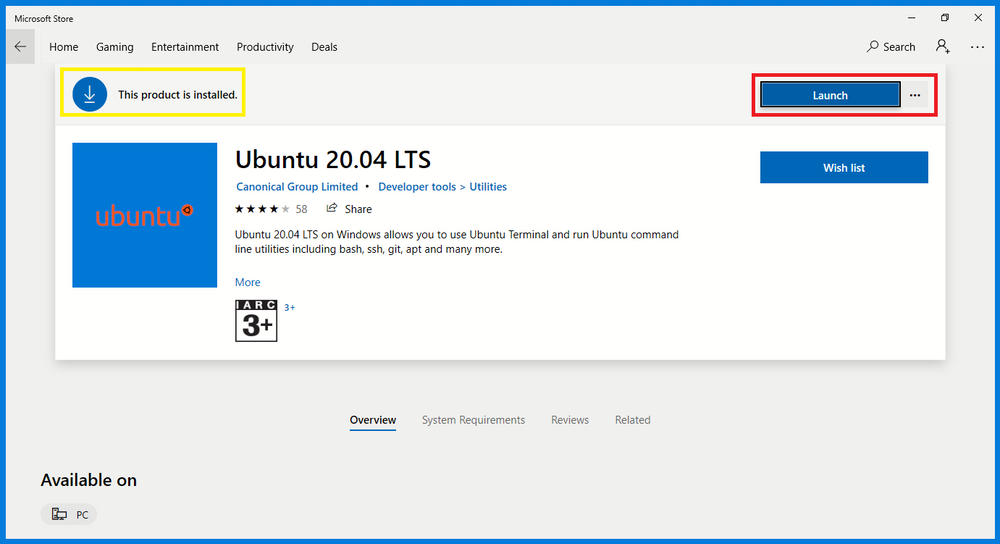 Microsoft Store
Home Gaming Entertainment Productivity Deals Search
This product is installed.
Launch
Ubuntu 20.04 LTS
Wish list
Canonical Group Limited • Developer tools > Utilities
58 Share
ubuntu
Ubuntu 20.04 LTS on Windows allows you to use Ubuntu Terminal and run Ubuntu command
line utilities including bash, ssh, git, apt and many more.
More
IARC
3+
3+
Overview System Requirements Reviews Related
Available on
PC